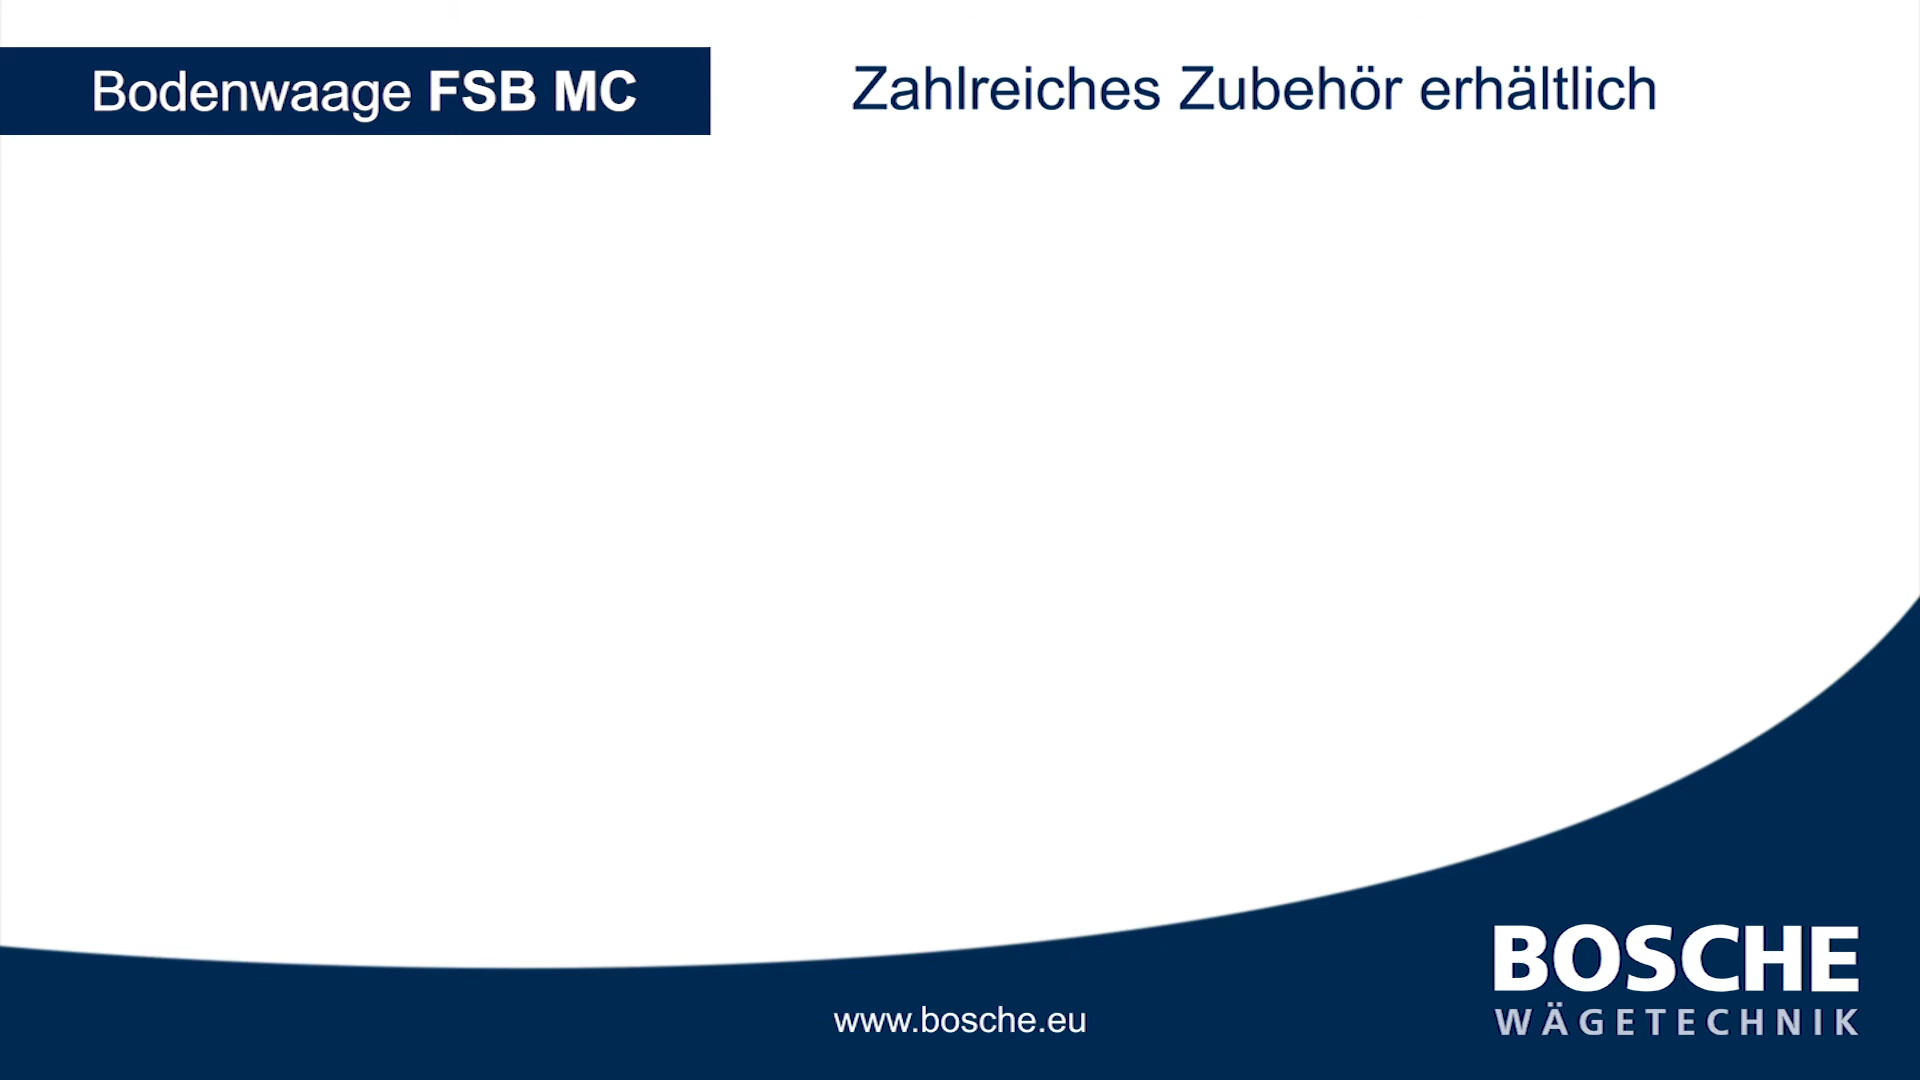 Bodenwaage FSB MC
Zahlreiches Zubehör erhältlich
BOSCHE
WÄGETECHNIK
www.bosche.eu